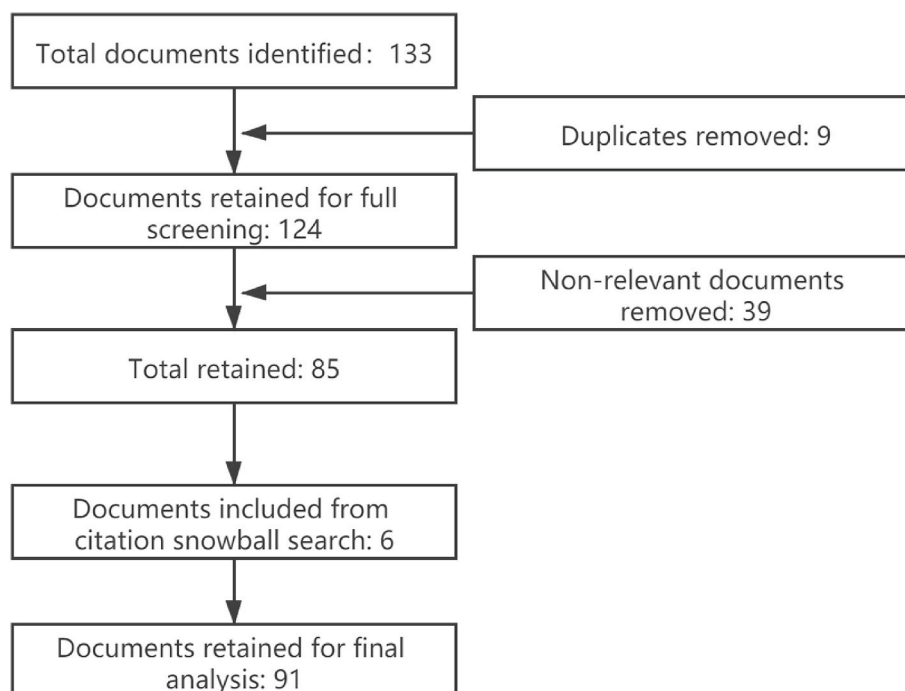 Total documents identified： 133
Duplicates removed: 9
Documents retained for full
screening: 124
Non-relevant documents
removed: 39
Total retained: 85
Documents included from
citation snowball search: 6
Documents retained for final
analysis: 91